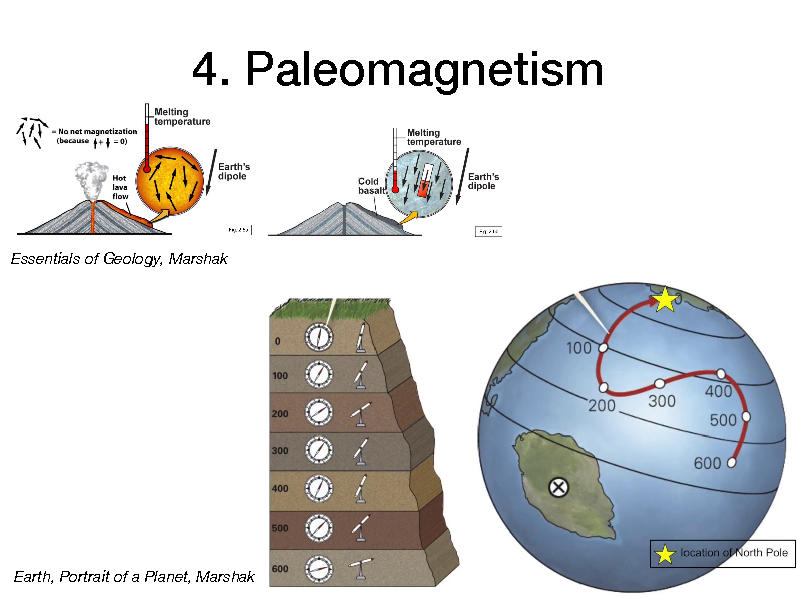 4. Paleomagnetism
= No net magnetization
(because + = 0)
Melting
temperature
Hot
lava
flow
Earth's
dipole
Melting
temperature
Cold
basalt
Earth's
dipole
Essentials of Geology, Marshak
0
100
200
300
400
500
600
100
200
300
400
500
600
location of North Pole
Earth, Portrait of a Planet, Marshak